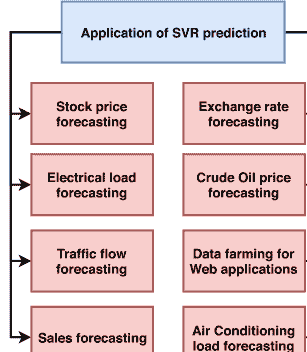 Application of SVR prediction
Stock price
forecasting
Exchange rate
forecasting
Electrical load
forecasting
Crude Oil price
forecasting
Traffic flow
forecasting
Data farming for
Web applications
Sales forecasting
Air Conditioning
load forecasting